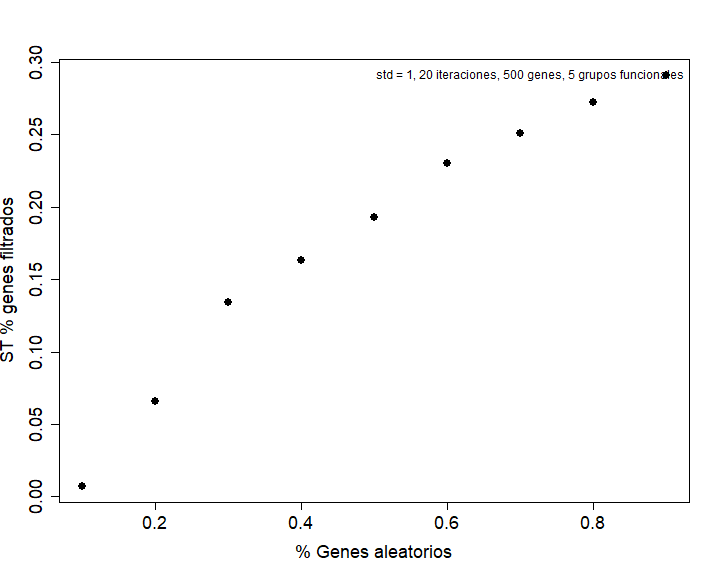 std = 1, 20 iteraciones, 500 genes, 5 grupos funcionales
0.30
0.25
0.20
0.15
0.10
0.05
0.00
ST % genes filtrados
0.2 0.4 0.6 0.8
% Genes aleatorios